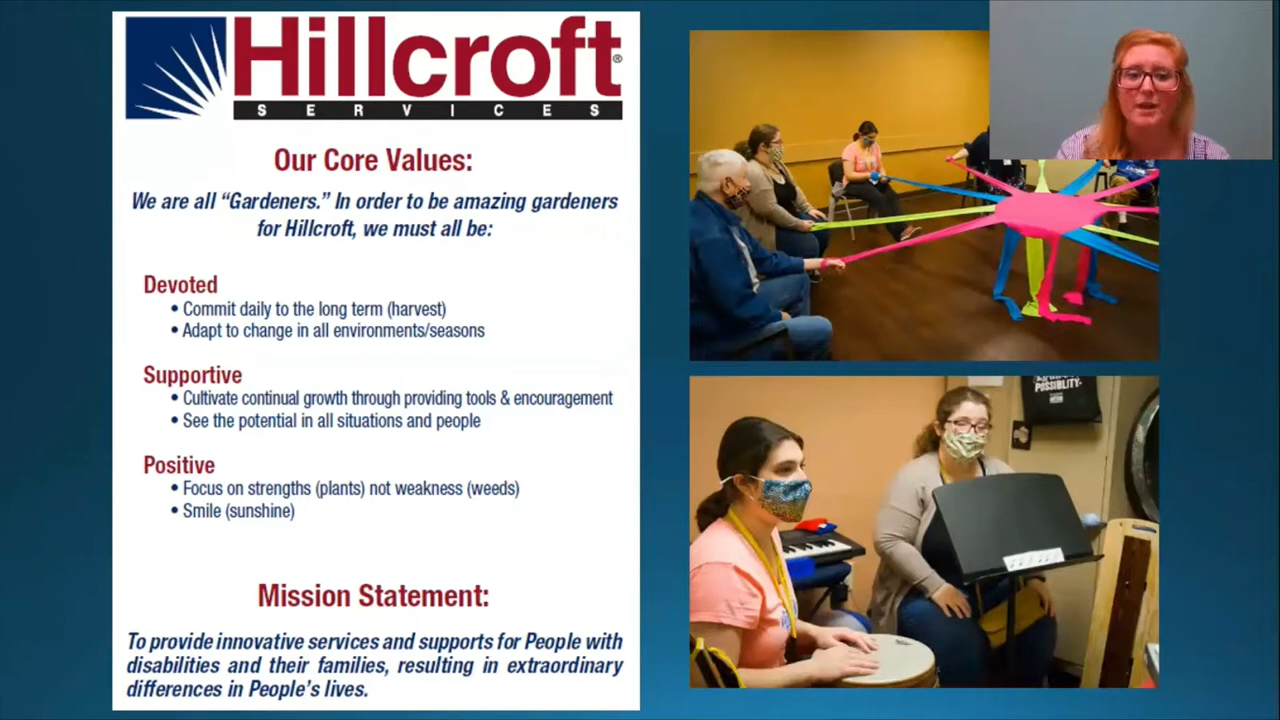 Hillcroft®
SERVICES
Our Core Values:
We are all “Gardeners.” In order to be amazing gardeners
for Hillcroft, we must all be:
Devoted
• Commit daily to the long term (harvest)
• Adapt to change in all environments/seasons
Supportive
• Cultivate continual growth through providing tools & encouragement
• See the potential in all situations and people
Positive
• Focus on strengths (plants) not weakness (weeds)
• Smile (sunshine)
Mission Statement:
To provide innovative services and supports for People with
disabilities and their families, resulting in extraordinary
differences in People's lives.
POSSIBLITY